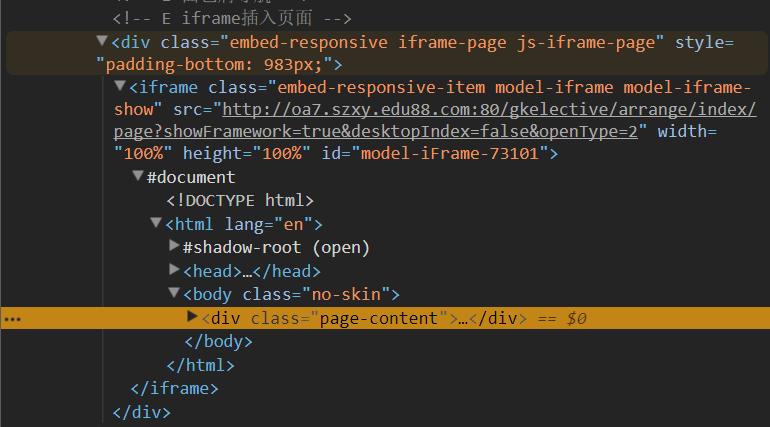 <!-- E iframe插入页面 -->
▼<div class="embed-responsive iframe-page js-iframe-page" style=
"padding-bottom: 983px;">
▼<iframe class="embed-responsive-item model-iframe model-iframe-
show" src="http://oa7.szxy.edu88.com:80/gkelective/arrange/index/
page?showFramework=true&desktopIndex=false&openType=2" width=
"100%" height="100%" id="model-iFrame-73101">
▼#document
<!DOCTYPE html>
▼<html lang="en">
▶#shadow-root (open)
▶<head>…</head>
▼<body class="no-skin">
… ▶<div class="page-content">…</div> == $0
</body>
</html>
</iframe>
</div>